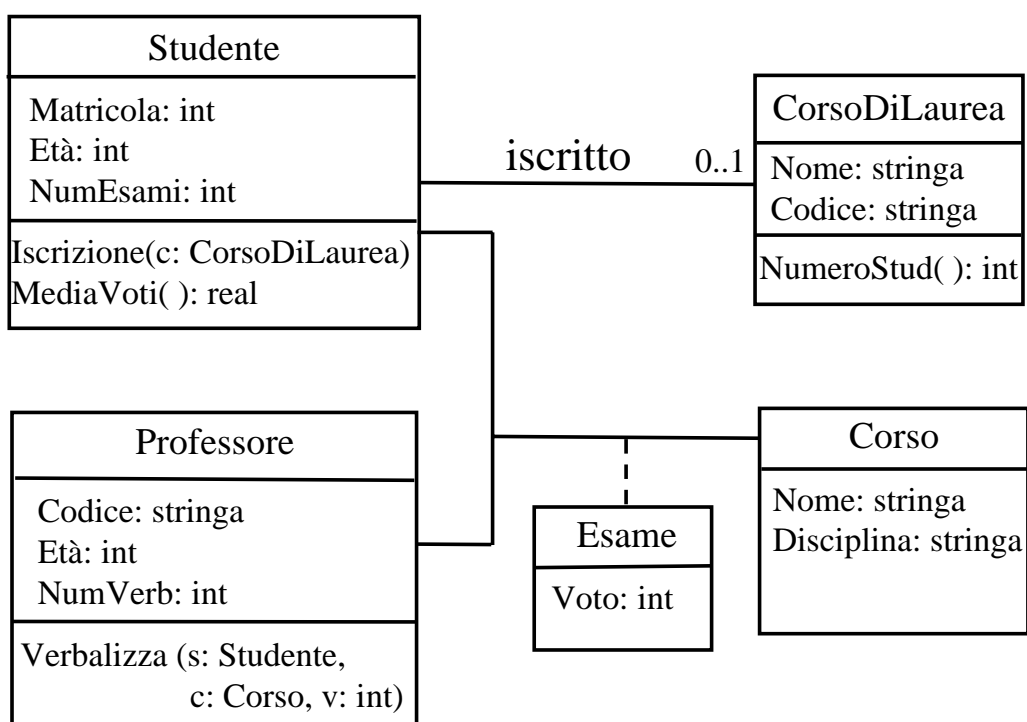 Studente
Matricola: int
Età: int
NumEsami: int
Iscrizione(c: CorsoDiLaurea)
MediaVoti( ): real
iscritto
0..1
CorsoDiLaurea
Nome: stringa
Codice: stringa
NumeroStud( ): int
Professore
Codice: stringa
Età: int
NumVerb: int
Verbalizza (s: Studente,
c: Corso, v: int)
Esame
Voto: int
Corso
Nome: stringa
Disciplina: stringa